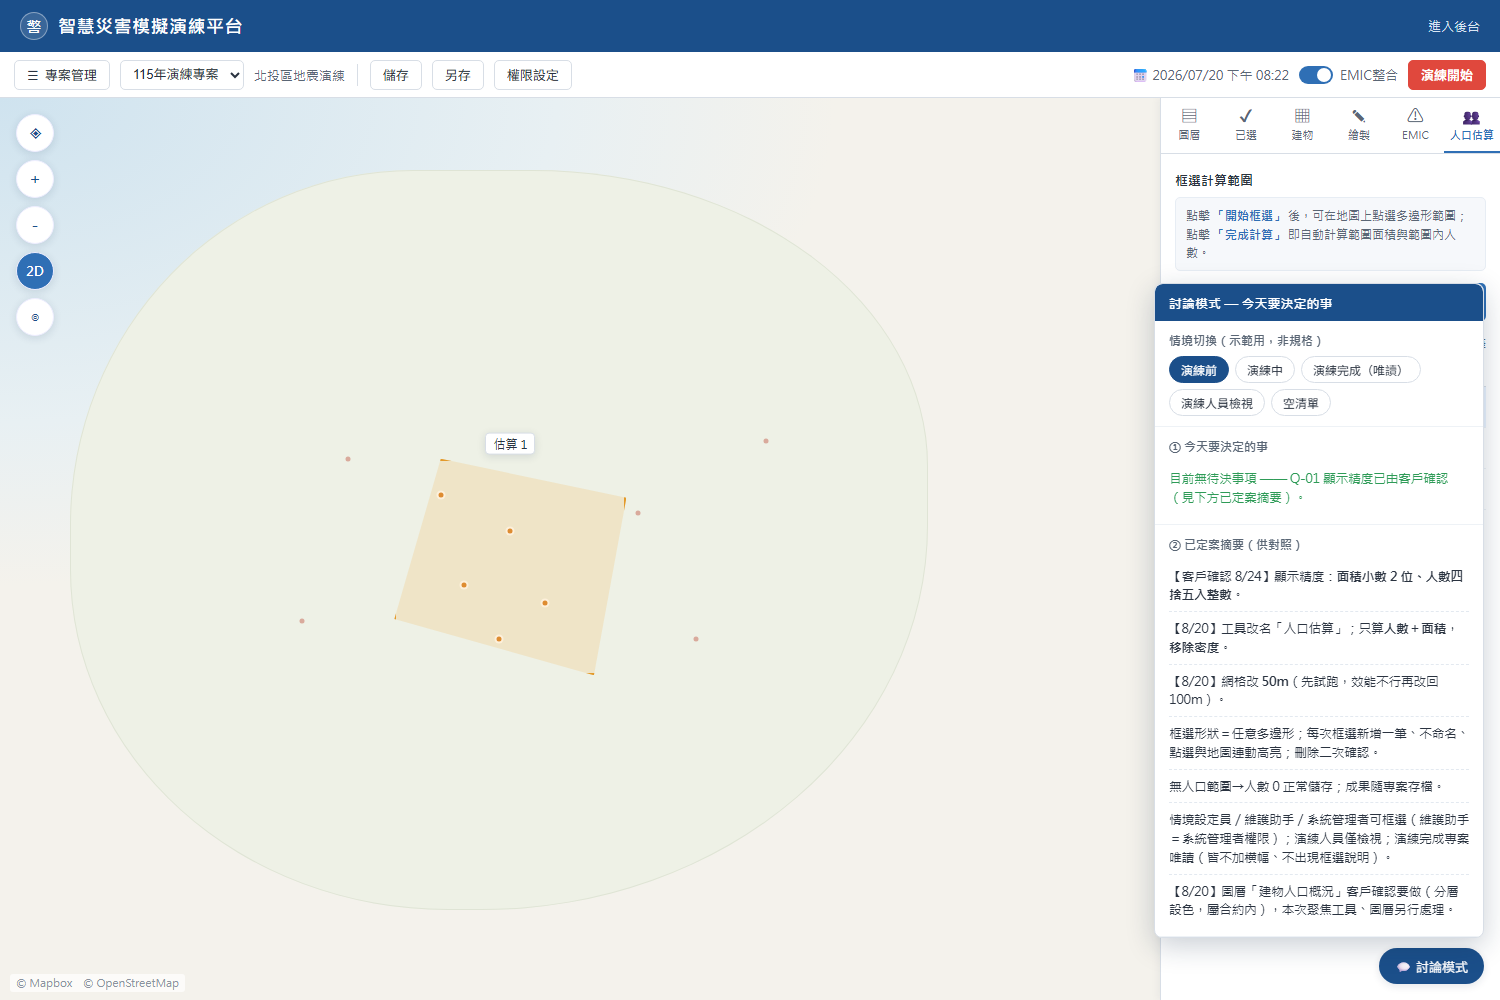 警 智慧災害模擬演練平台
進入後台
☰ 專案管理
115年演練專案
北投區地震演練
儲存
另存
權限設定
2026/07/20 下午 08:22
EMIC整合
演練開始
+
-
2D
圖層
已選
建物
繪製
EMIC
人口估算
框選計算範圍
點擊「開始框選」後，可在地圖上點選多邊形範圍；
點擊「完成計算」即自動計算範圍面積與範圍內人
數。
討論模式 — 今天要決定的事
情境切換（示範用，非規格）
演練前
演練中
演練完成（唯讀）
演練人員檢視
空清單
① 今天要決定的事
目前無待決事項 —— Q-01 顯示精度已由客戶確認
（見下方已定案摘要）。
② 已定案摘要（供對照）
【客戶確認 8/24】顯示精度：面積小數 2 位、人數四
捨五入整數。
【8/20】工具改名「人口估算」；只算人數＋面積，
移除密度。
【8/20】網格改 50m（先試跑，效能不行再改回
100m）。
框選形狀＝任意多邊形；每次框選新增一筆、不命名、
點選與地圖連動高亮；刪除二次確認。
無人口範圍→人數 0 正常儲存；成果隨專案存檔。
情境設定員 / 維護助手 / 系統管理者可框選（維護助手
＝系統管理者權限）；演練人員僅檢視；演練完成專案
唯讀（皆不加橫幅、不出現框選說明）。
【8/20】圖層「建物人口概況」客戶確認要做（分層
設色，屬合約內），本次聚焦工具、圖層另行處理。
討論模式
估算 1
© Mapbox © OpenStreetMap